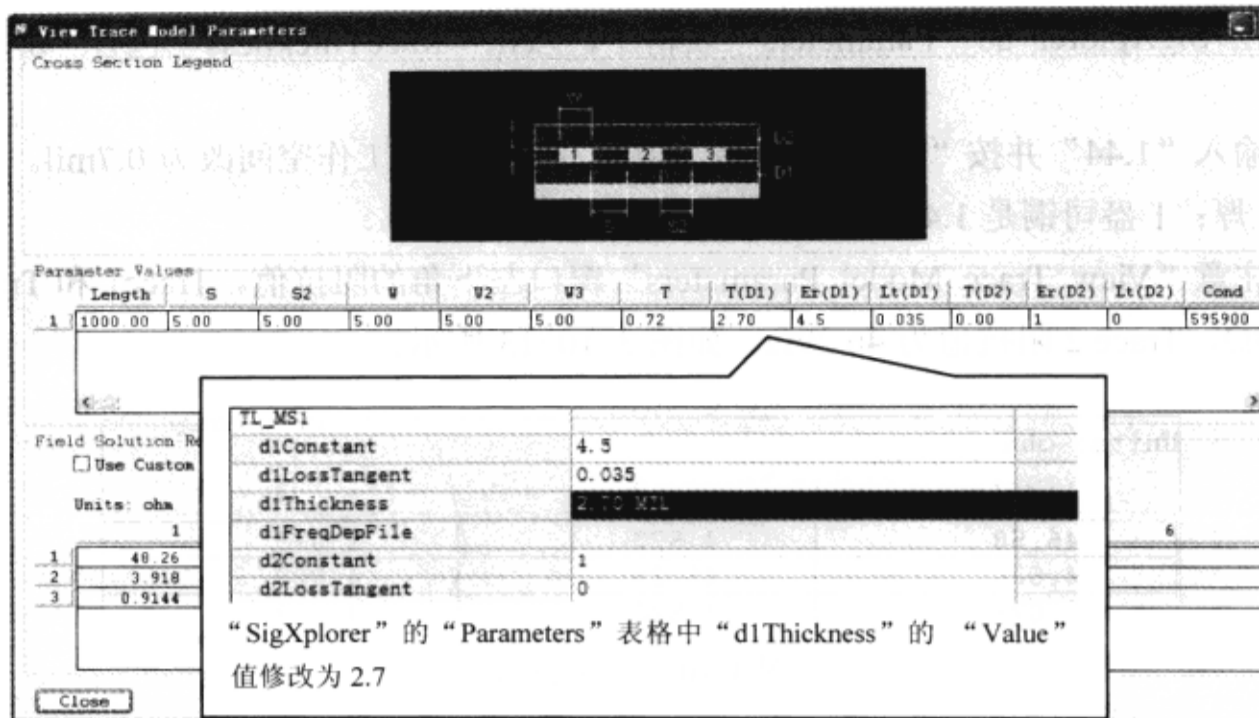 View Trace Model Parameters
Cross Section Legend
W
D2
1 2 3
D1
S S2
Parameter Values
Length S S2 W W2 W3 T T(D1) Er(D1) Lt(D1) T(D2) Er(D2) Lt(D2) Cond
1 1000.00 5.00 5.00 5.00 5.00 5.00 0.72 2.70 4.5 0.035 0.00 1 0 595900
Field Solution Re
Use Custom
Units: ohm
1 6
1 48.26
2 3.918
3 0.9144
TL_MS1
d1Constant 4.5
d1LossTangent 0.035
d1Thickness 2.70 MIL
d1FreqDepFile
d2Constant 1
d2LossTangent 0
“SigXplorer”的“Parameters”表格中“d1Thickness”的 “Value”
值修改为 2.7
Close